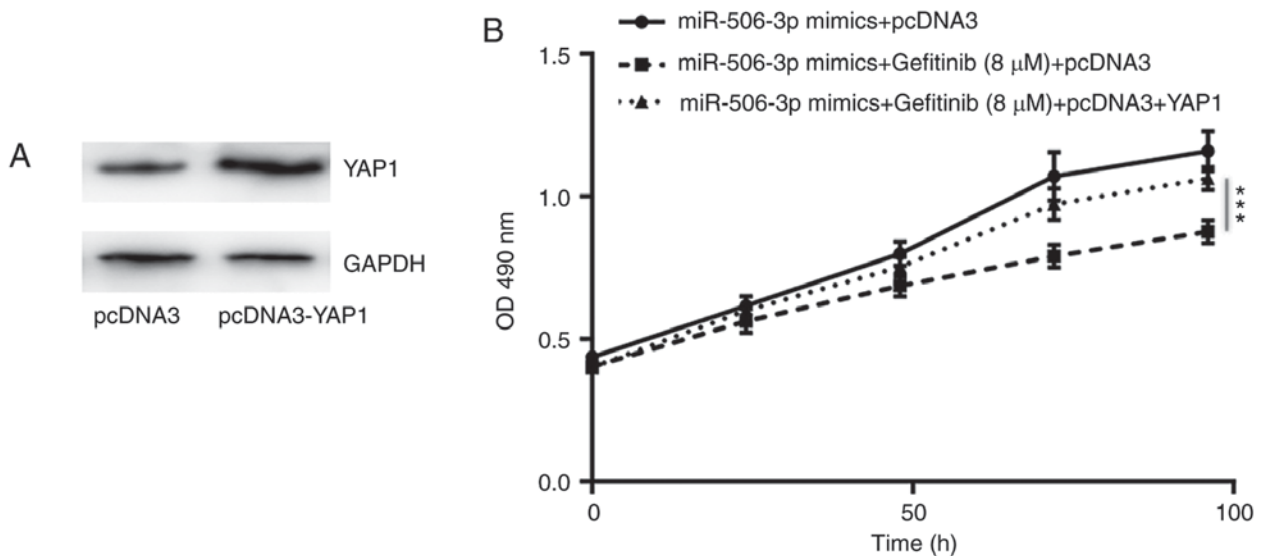 A
YAP1
GAPDH
pcDNA3 pcDNA3-YAP1
B
miR-506-3p mimics+pcDNA3
miR-506-3p mimics+Gefitinib (8 μM)+pcDNA3
miR-506-3p mimics+Gefitinib (8 μM)+pcDNA3+YAP1
1.5
1.0
0.5
0.0
OD 490 nm
***
0 50 100
Time (h)